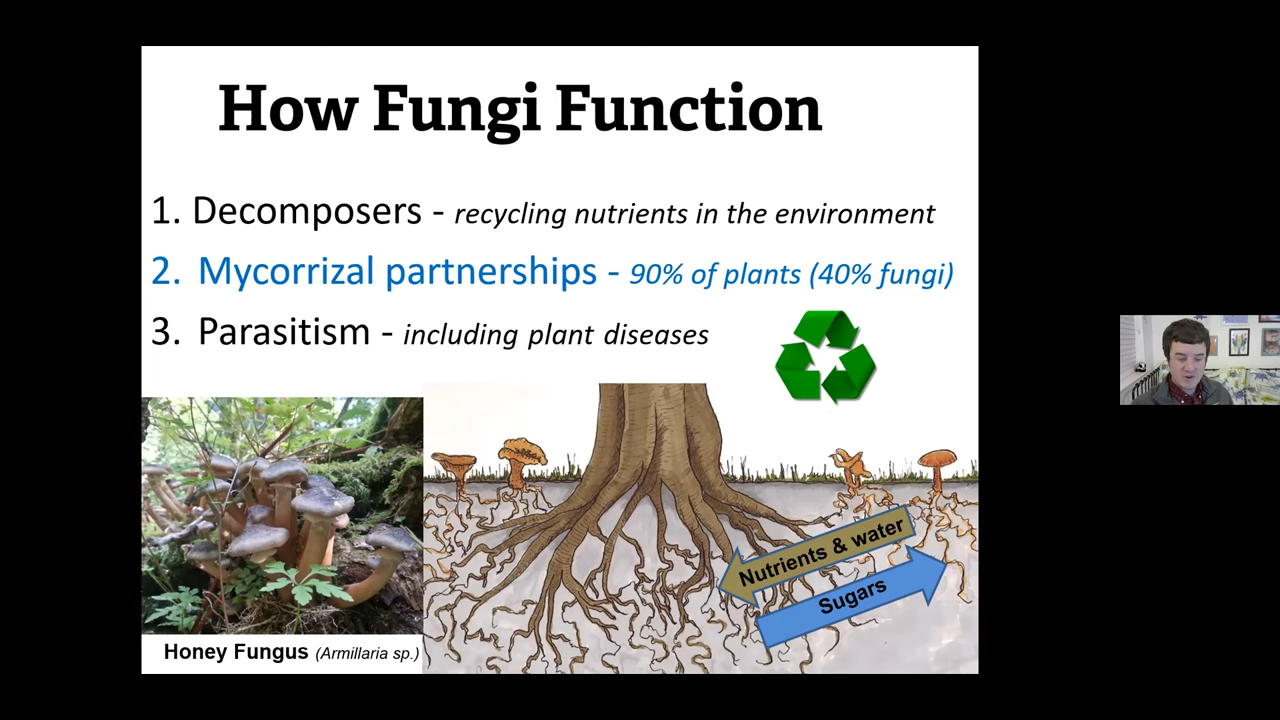 How Fungi Function
1. Decomposers - recycling nutrients in the environment
2. Mycorrizal partnerships - 90% of plants (40% fungi)
3. Parasitism - including plant diseases
Nutrients & water
Sugars
Honey Fungus (Armillaria sp.)